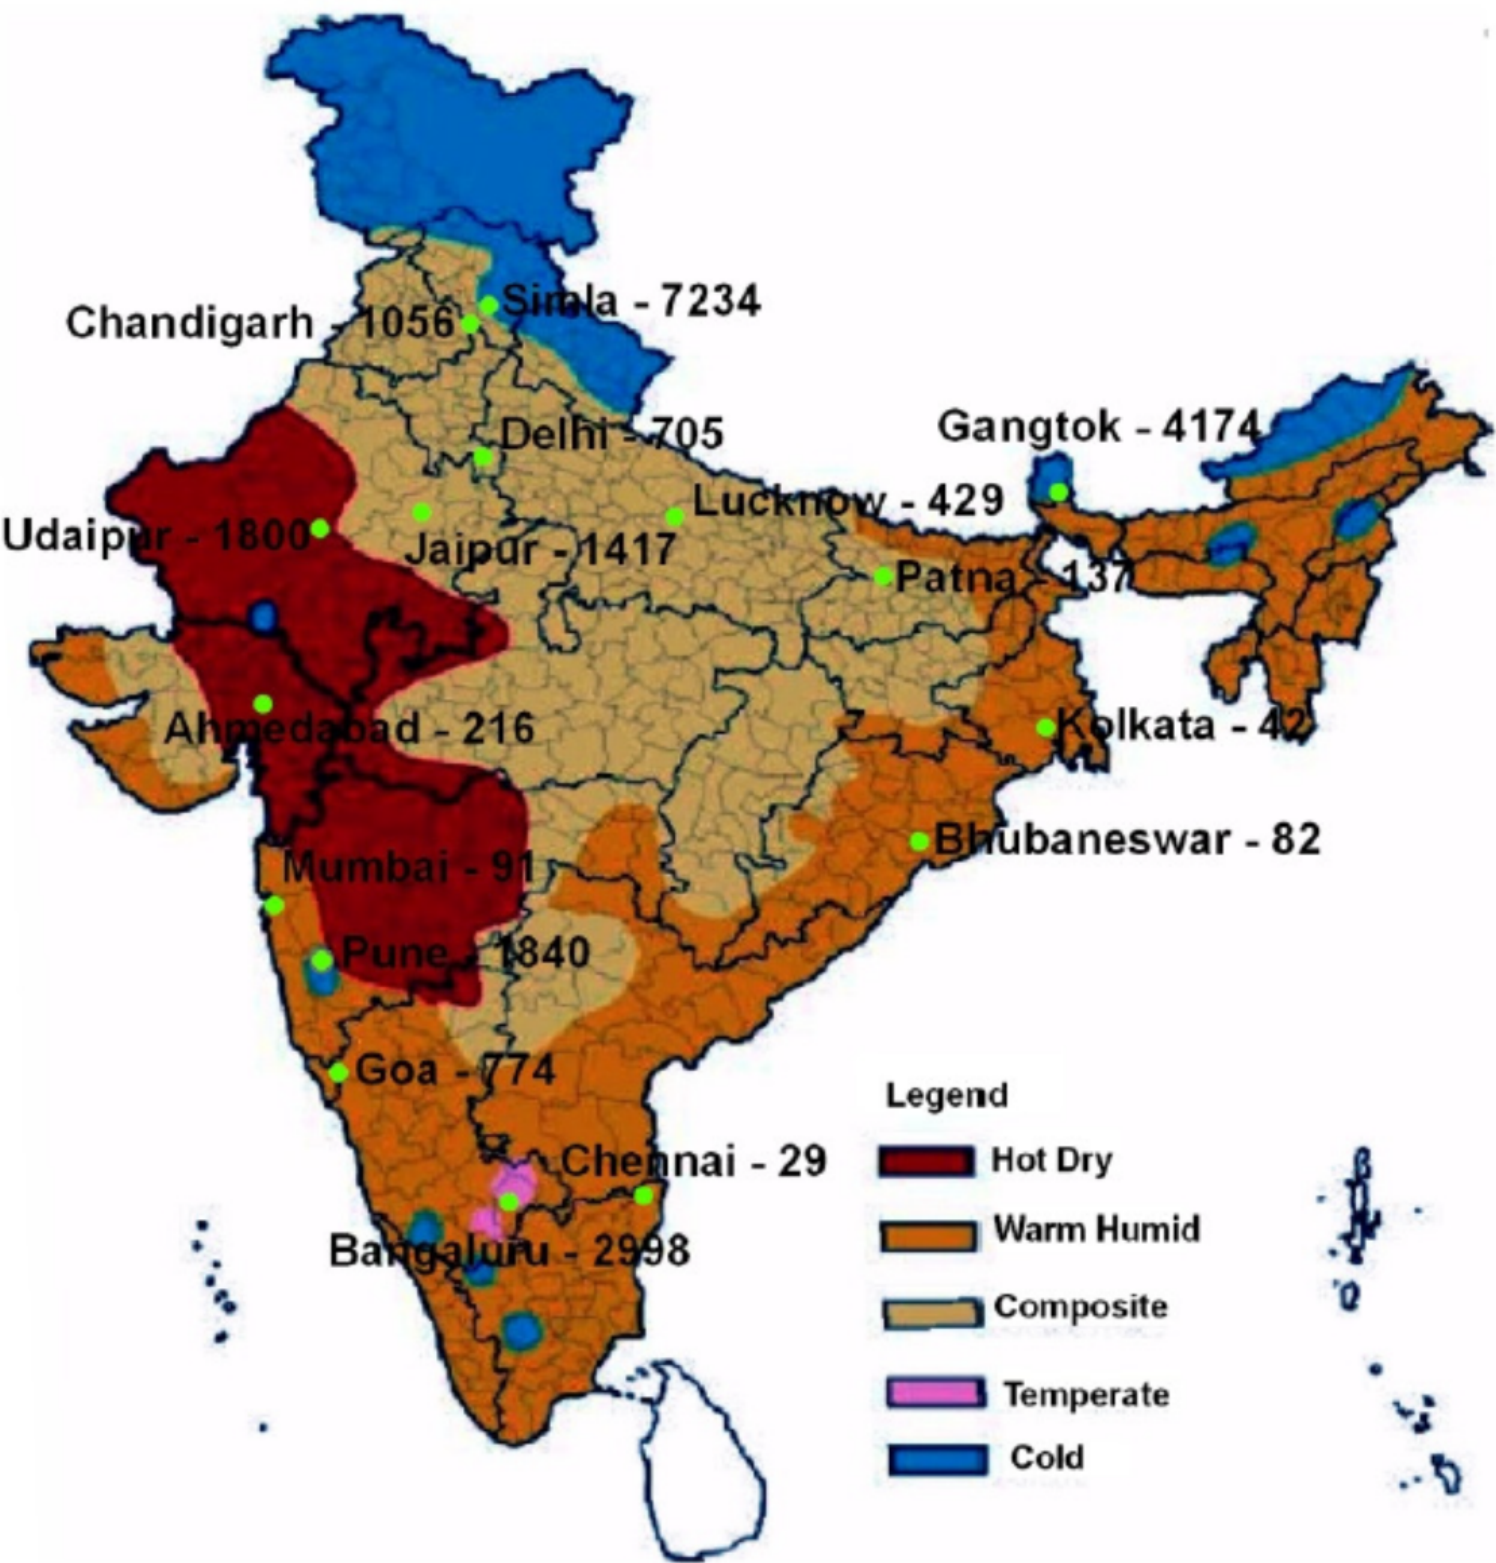 Simla - 7234
Chandigarh - 1056
Delhi - 705
Gangtok - 4174
Lucknow - 429
Udaipur - 1800
Jaipur - 1417
Patna - 137
Ahmedabad - 216
Kolkata - 42
Bhubaneswar - 82
Mumbai - 91
Pune - 1840
Goa - 774
Chennai - 29
Bangaluru - 2998
Legend
Hot Dry
Warm Humid
Composite
Temperate
Cold